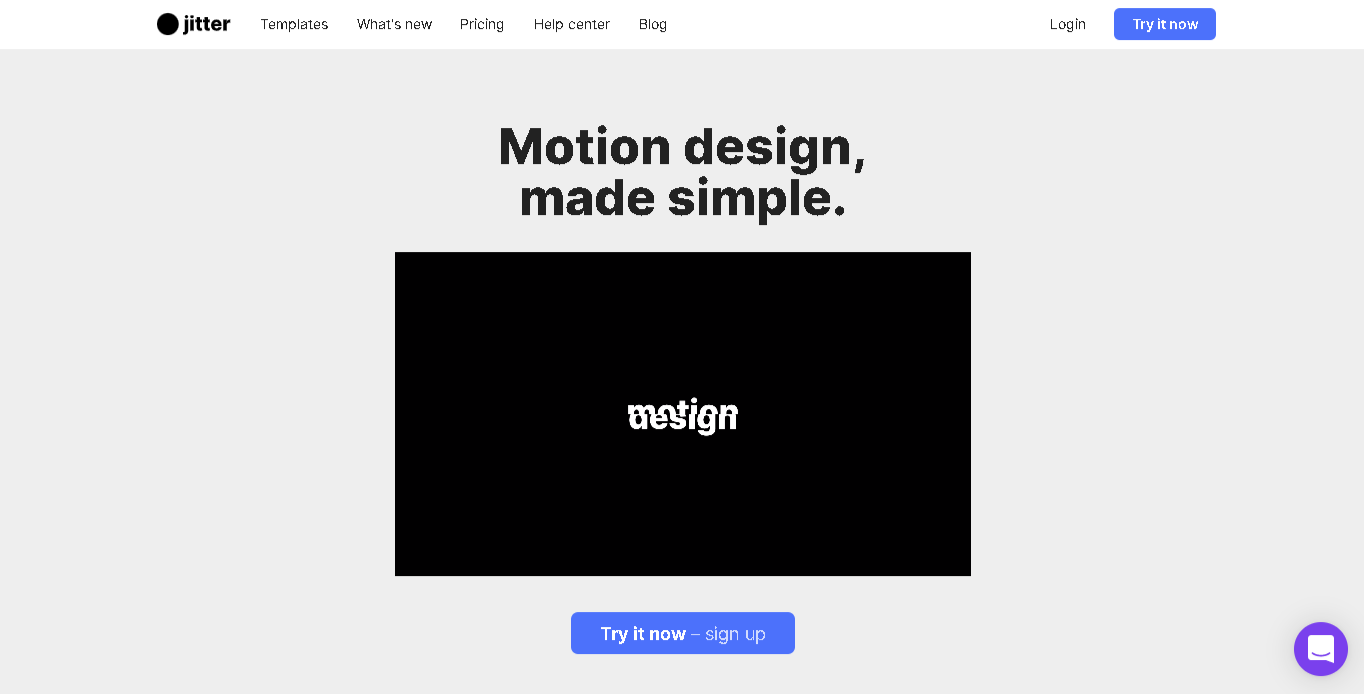 jitter
Templates
What's new
Pricing
Help center
Blog
Login
Try it now
Motion design,
made simple.
motion
design
Try it now – sign up